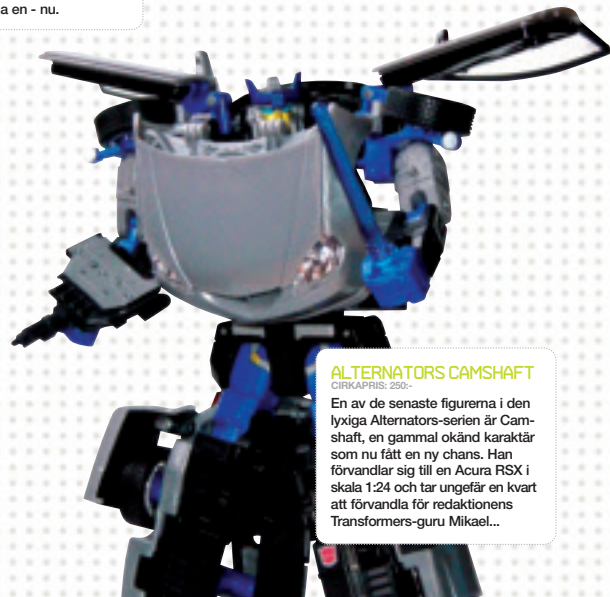 a en - nu.
ALTERNATORS CAMSHAFT
CIRKAPRIS: 250:-
En av de senaste figurerna i den
lyxiga Alternators-serien är Cam-
shaft, en gammal okänd karaktär
som nu fått en ny chans. Han
förvandlar sig till en Acura RSX i
skala 1:24 och tar ungefär en kvart
att förvandla för redaktionens
Transformers-guru Mikael...